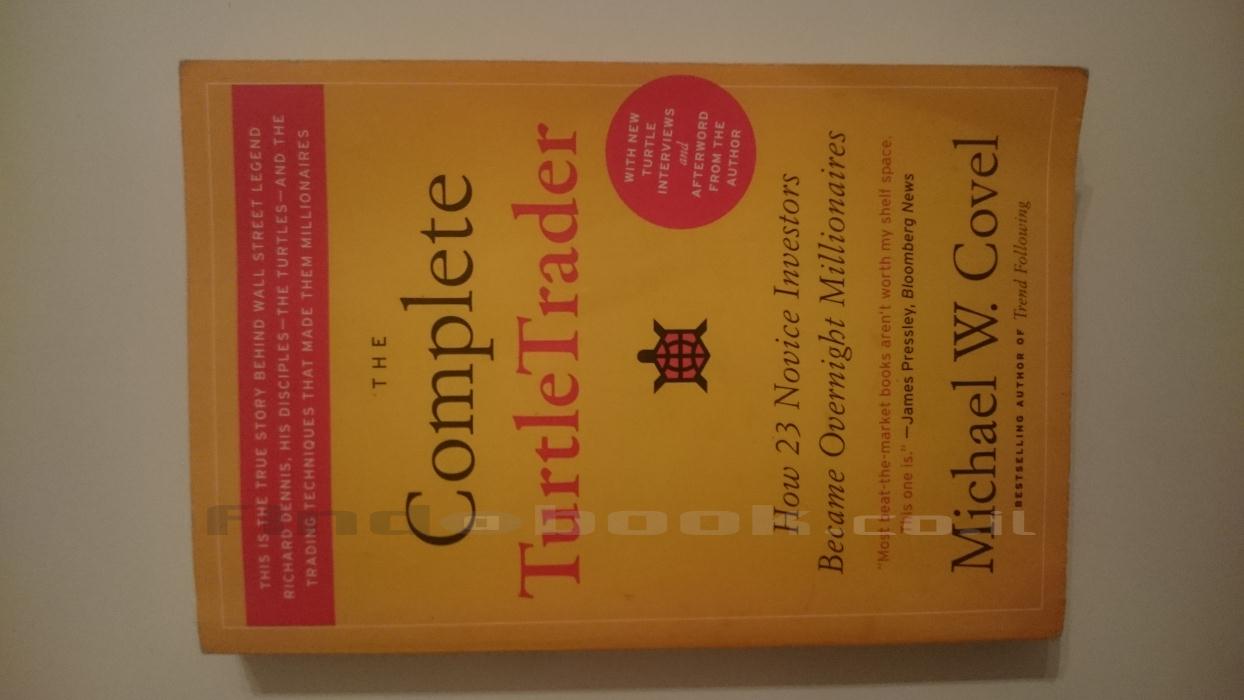 THIS IS THE TRUE STORY BEHIND WALL STREET LEGEND
RICHARD DENNIS, HIS DISCIPLES—THE TURTLES—AND THE
TRADING TECHNIQUES THAT MADE THEM MILLIONAIRES
THE
Complete
TurtleTrader
WITH NEW
TURTLE
INTERVIEWS
and
AFTERWORD
FROM THE
AUTHOR
How 23 Novice Investors
Became Overnight Millionaires
"Most beat-the-market books aren't worth my shelf space.
This one is." —James Pressley, Bloomberg News
Michael W. Covel
BESTSELLING AUTHOR OF Trend Following
findabook.co.il